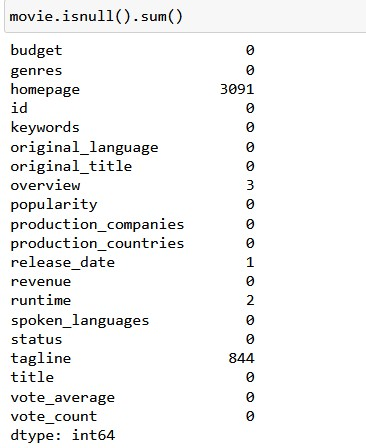 movie.isnull().sum()
budget 0
genres 0
homepage 3091
id 0
keywords 0
original_language 0
original_title 0
overview 3
popularity 0
production_companies 0
production_countries 0
release_date 1
revenue 0
runtime 2
spoken_languages 0
status 0
tagline 844
title 0
vote_average 0
vote_count 0
dtype: int64